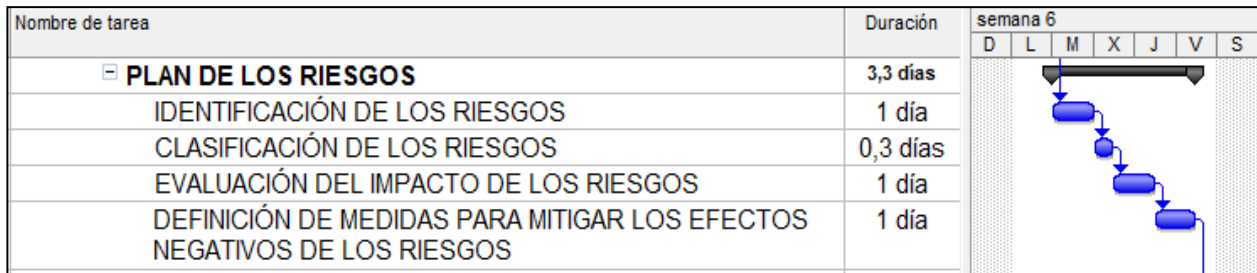 Nombre de tarea Duración semana 6
D L M X J V S
PLAN DE LOS RIESGOS 3,3 días
IDENTIFICACIÓN DE LOS RIESGOS 1 día
CLASIFICACIÓN DE LOS RIESGOS 0,3 días
EVALUACIÓN DEL IMPACTO DE LOS RIESGOS 1 día
DEFINICIÓN DE MEDIDAS PARA MITIGAR LOS EFECTOS 1 día
NEGATIVOS DE LOS RIESGOS